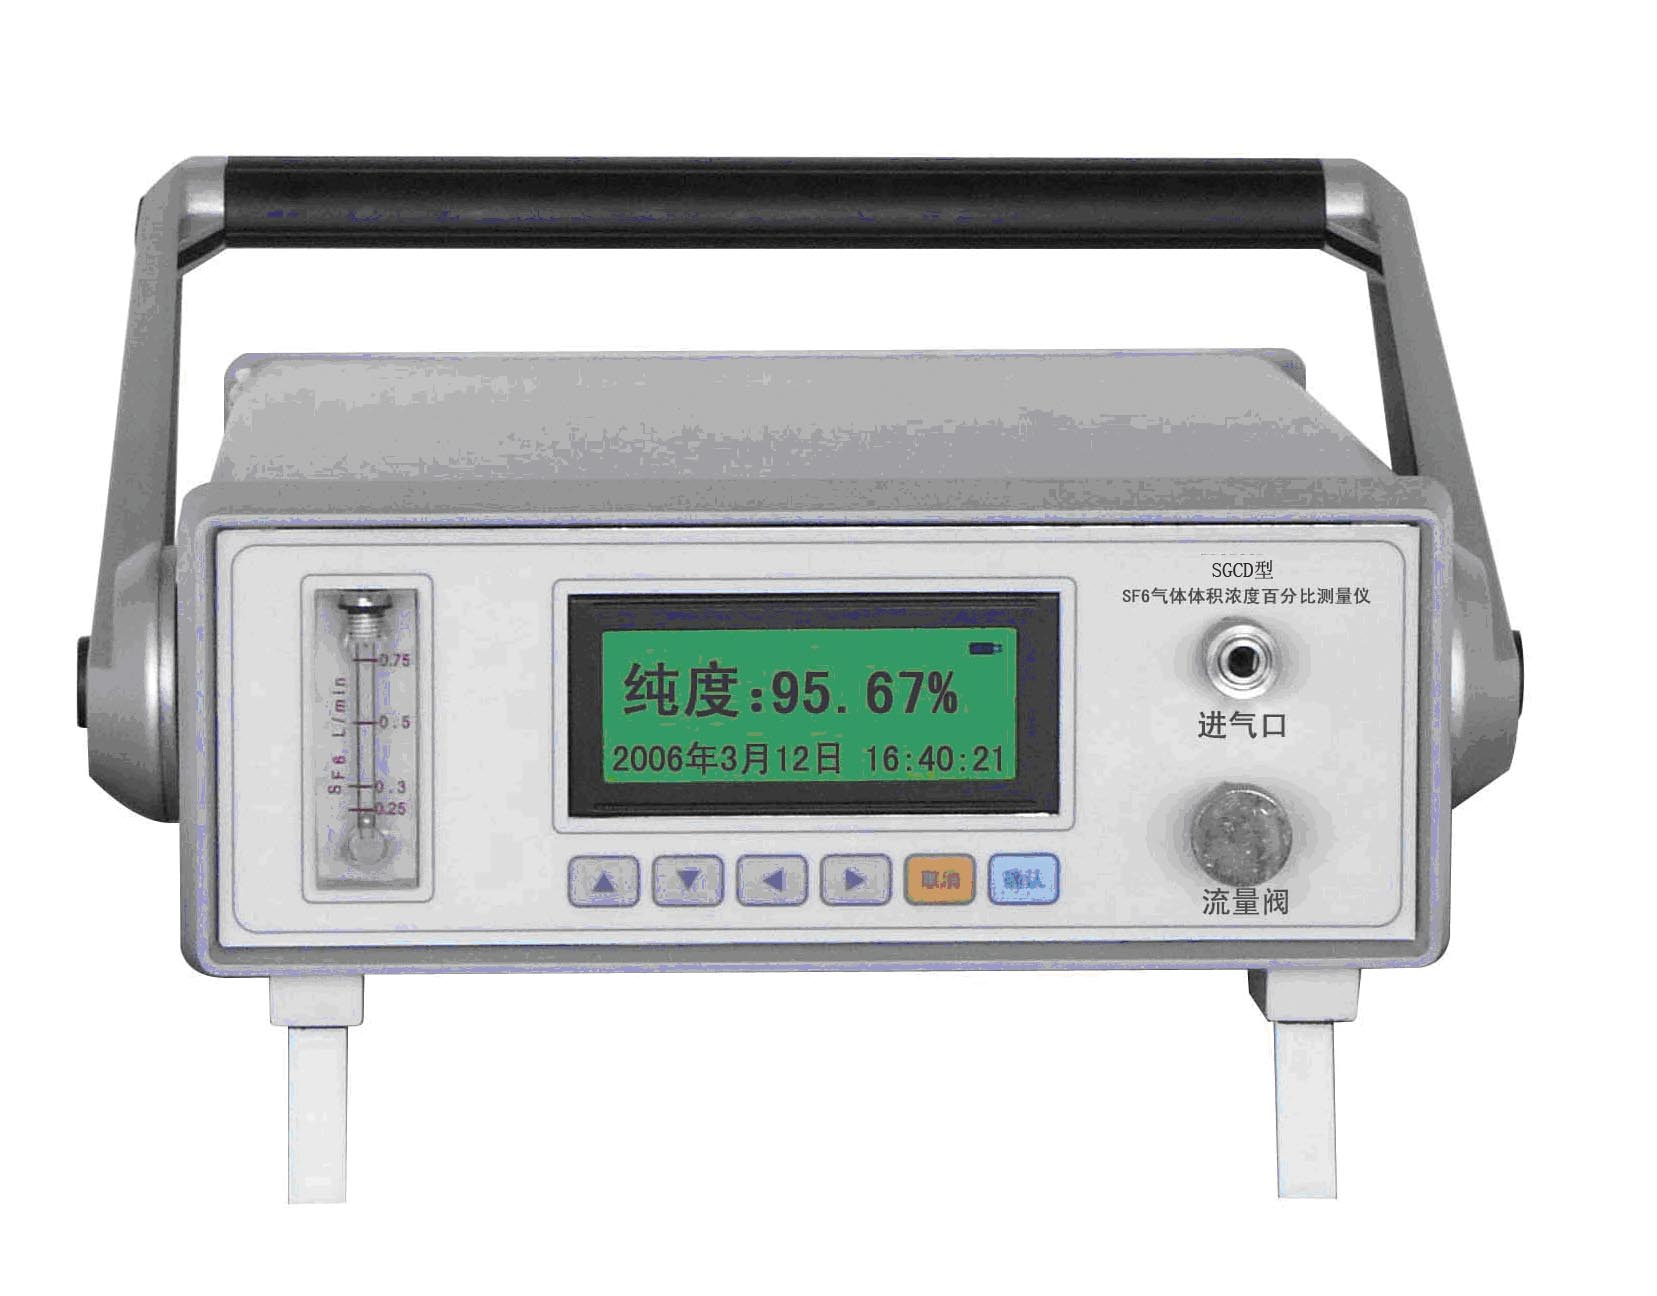 SGCD型
SF6气体体积浓度百分比测量仪
0.75
0.5
0.3
0.25
SF6 L/min
纯度:95.67%
2006年3月12日 16:40:21
进气口
流量阀
取消
确认